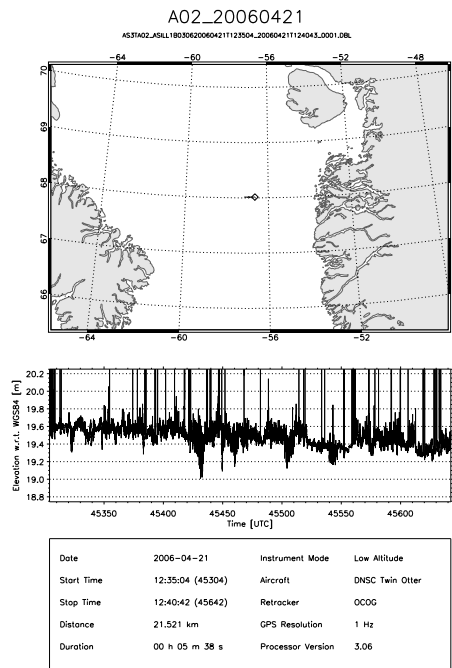 A02_20060421
AS3TA02_ASILL1B030620060421T123504_20060421T124043_0001.DBL
-64 -60 -56 -52 -48
70
69
68
67
66
-64 -60 -56 -52
20.2
20.0
19.8
19.6
19.4
19.2
19.0
18.8
Elevation w.r.t. WGS84 [m]
45350 45400 45450 45500 45550 45600
Time [UTC]
Date 2006-04-21 Instrument Mode Low Altitude
Start Time 12:35:04 (45304) Aircraft DNSC Twin Otter
Stop Time 12:40:42 (45642) Retracker OCOG
Distance 21.521 km GPS Resolution 1 Hz
Duration 00 h 05 m 38 s Processor Version 3.06